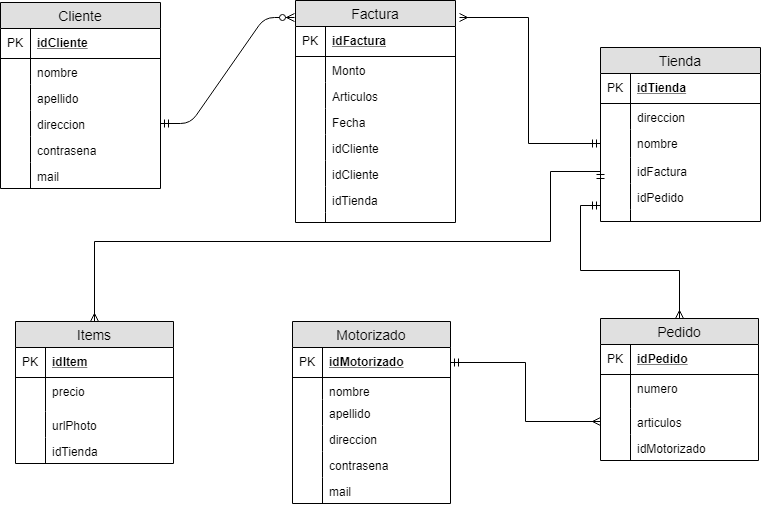 Cliente
PK idCliente
nombre
apellido
direccion
contrasena
mail
Factura
PK idFactura
Monto
Articulos
Fecha
idCliente
idCliente
idTienda
Tienda
PK idTienda
direccion
nombre
idFactura
idPedido
Items
PK idItem
precio
urlPhoto
idTienda
Motorizado
PK idMotorizado
nombre
apellido
direccion
contrasena
mail
Pedido
PK idPedido
numero
articulos
idMotorizado